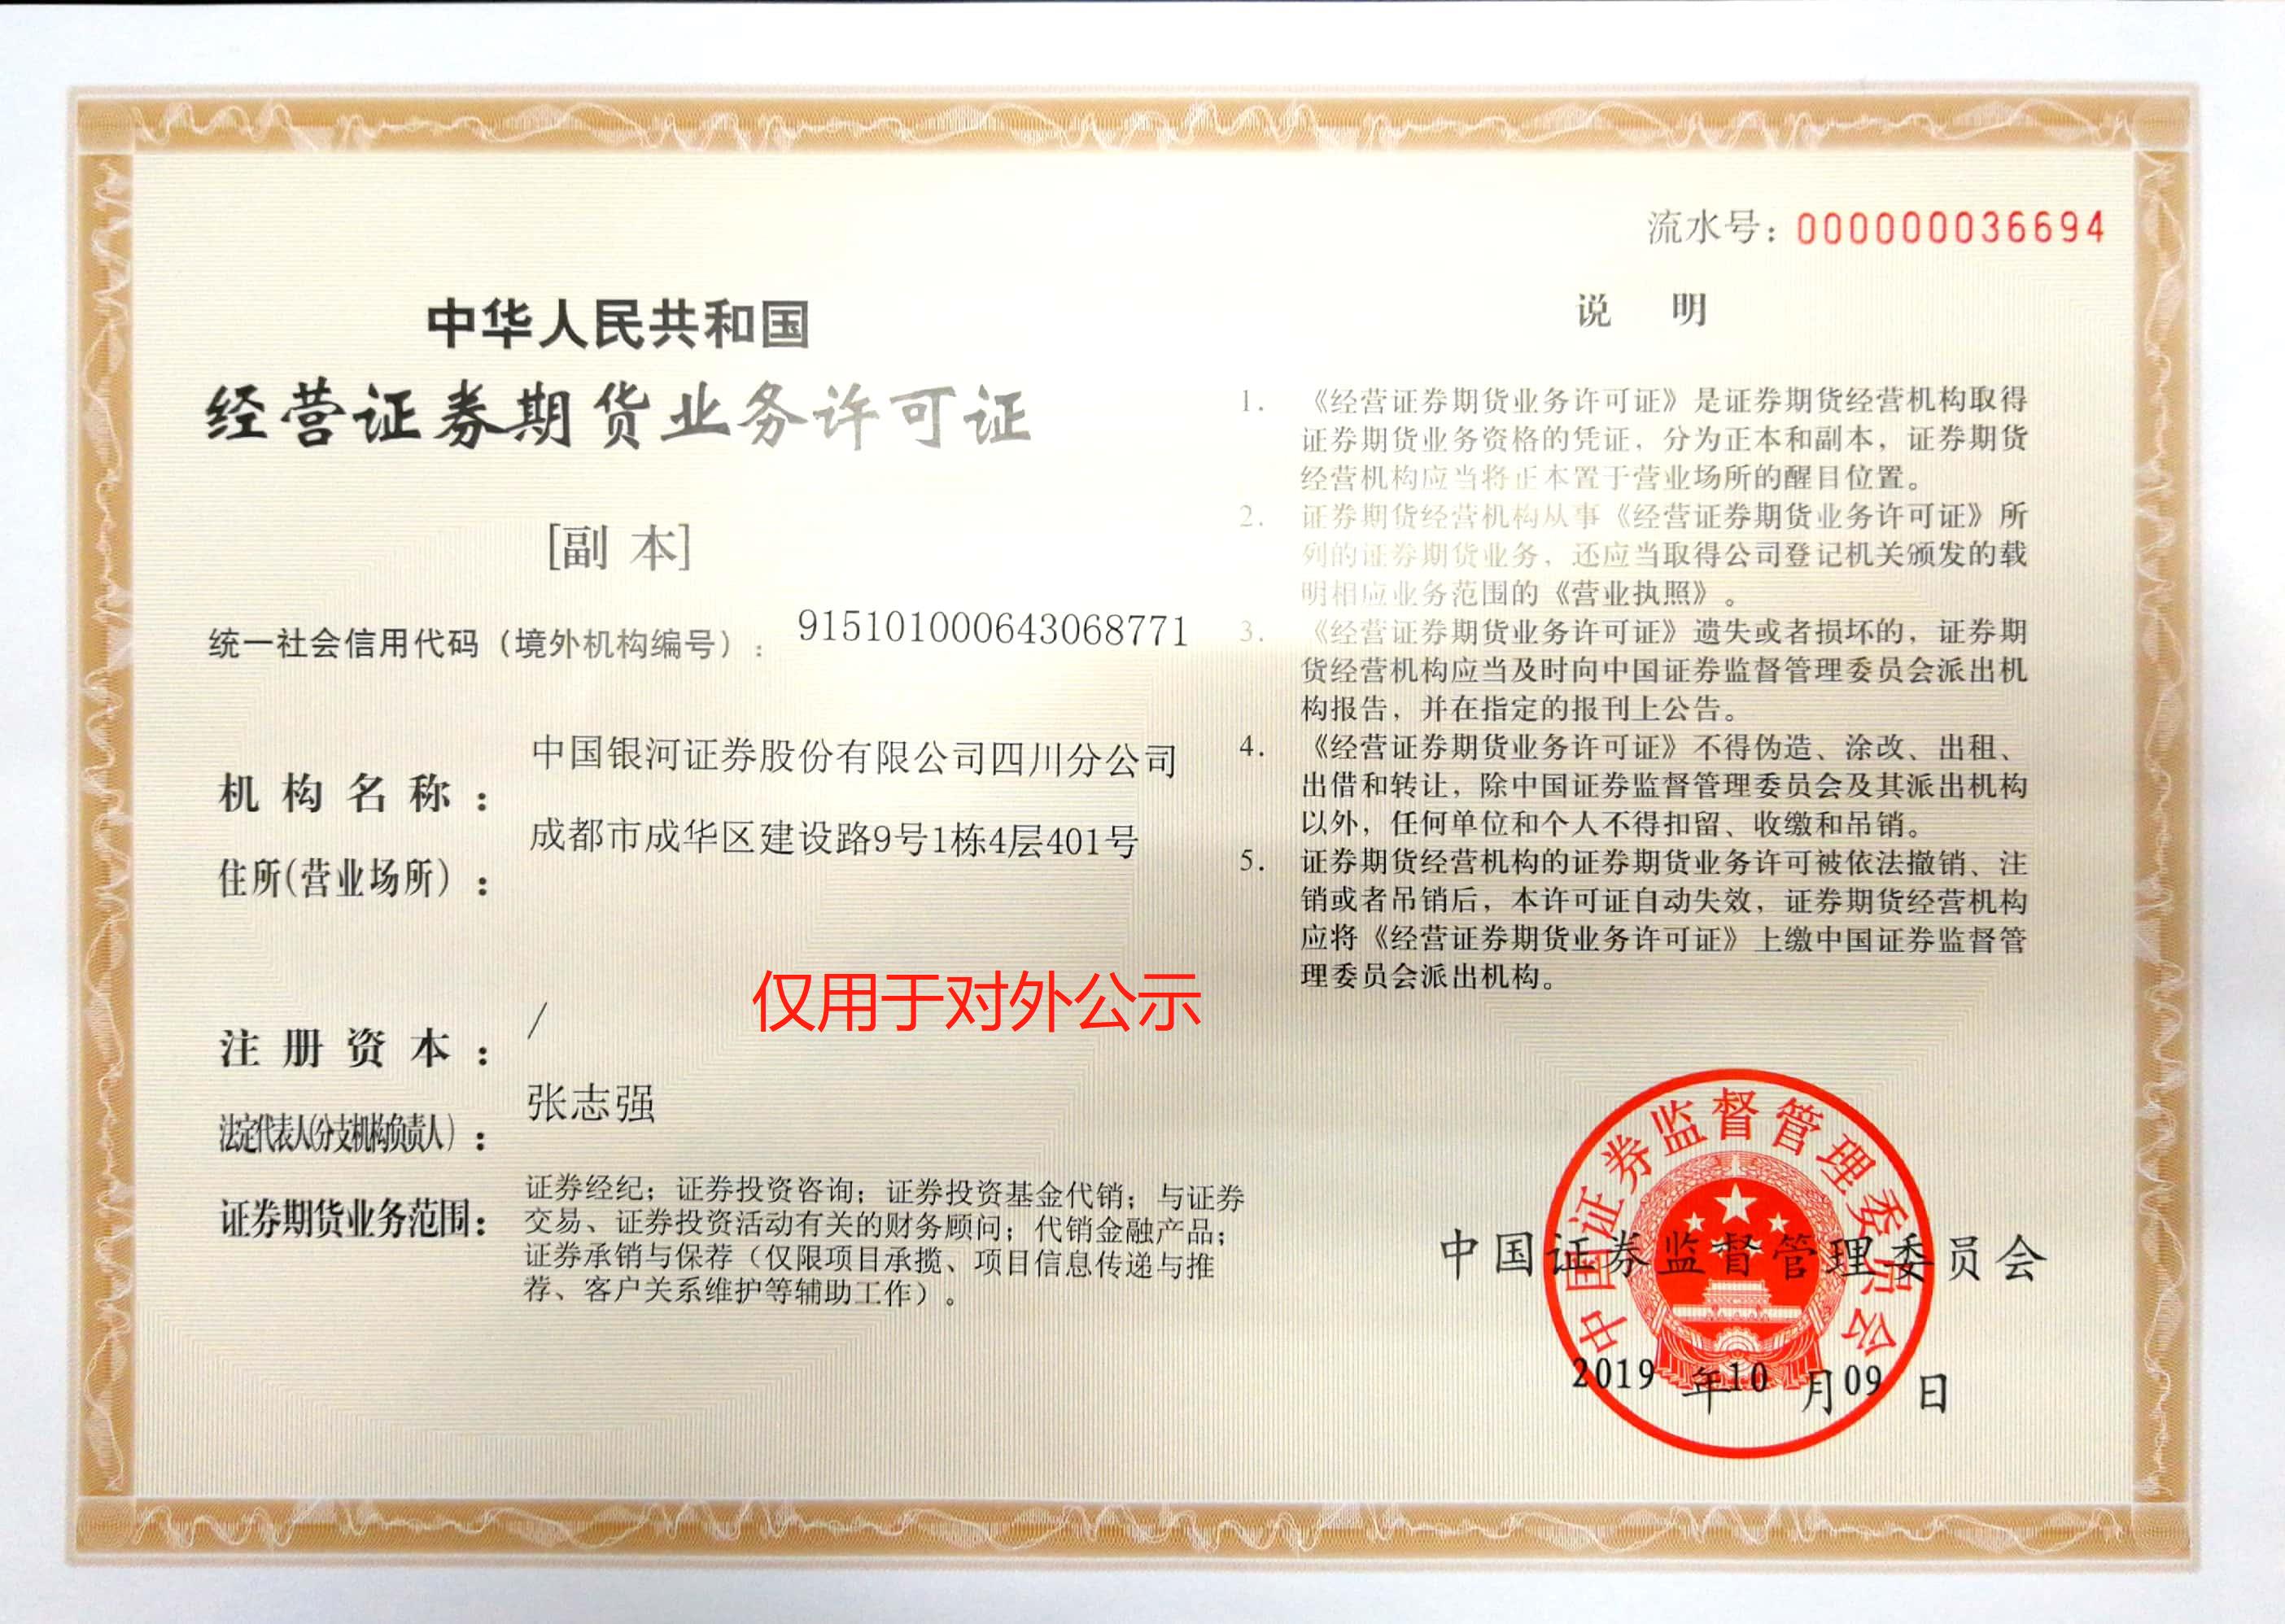 流水号：000000036694
中华人民共和国
经营证券期货业务许可证
[副 本]
统一社会信用代码（境外机构编号）：915101000643068771
机构名称：中国银河证券股份有限公司四川分公司
住所(营业场所)：成都市成华区建设路9号1栋4层401号
注册资本：/
仅用于对外公示
法定代表人(分支机构负责人)：张志强
证券期货业务范围：证券经纪；证券投资咨询；证券投资基金代销；与证券
交易、证券投资活动有关的财务顾问；代销金融产品；
证券承销与保荐（仅限项目承揽、项目信息传递与推
荐、客户关系维护等辅助工作）。
说 明
1. 《经营证券期货业务许可证》是证券期货经营机构取得
证券期货业务资格的凭证，分为正本和副本，证券期货
经营机构应当将正本置于营业场所的醒目位置。
2. 证券期货经营机构从事《经营证券期货业务许可证》所
列的证券期货业务，还应当取得公司登记机关颁发的载
明相应业务范围的《营业执照》。
3. 《经营证券期货业务许可证》遗失或者损坏的，证券期
货经营机构应当及时向中国证券监督管理委员会派出机
构报告，并在指定的报刊上公告。
4. 《经营证券期货业务许可证》不得伪造、涂改、出租、
出借和转让，除中国证券监督管理委员会及其派出机构
以外，任何单位和个人不得扣留、收缴和吊销。
5. 证券期货经营机构的证券期货业务许可被依法撤销、注
销或者吊销后，本许可证自动失效，证券期货经营机构
应将《经营证券期货业务许可证》上缴中国证券监督管
理委员会派出机构。
中国证券监督管理委员会
中国证券监督管理委员会
2019年10月09日